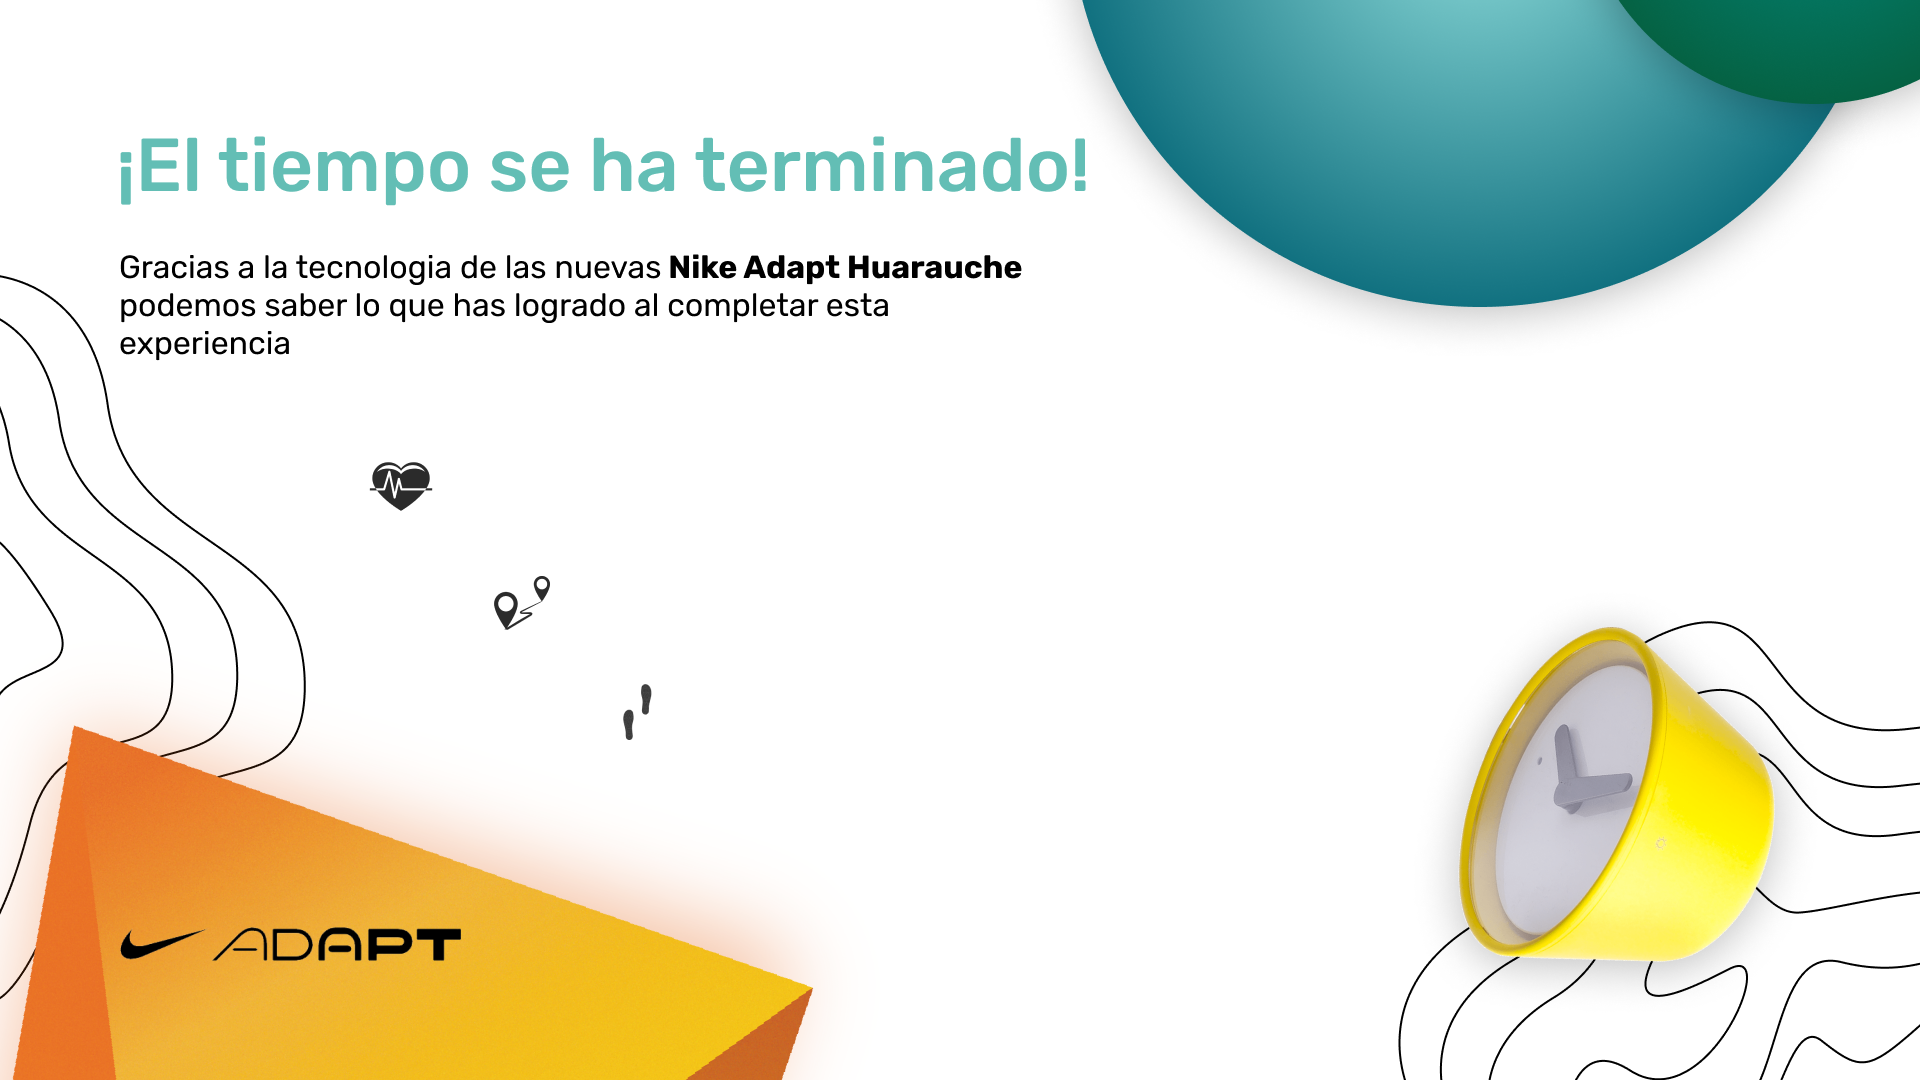 ¡El tiempo se ha terminado!
Gracias a la tecnologia de las nuevas Nike Adapt Huarauche
podemos saber lo que has logrado al completar esta
experiencia
ADAPT